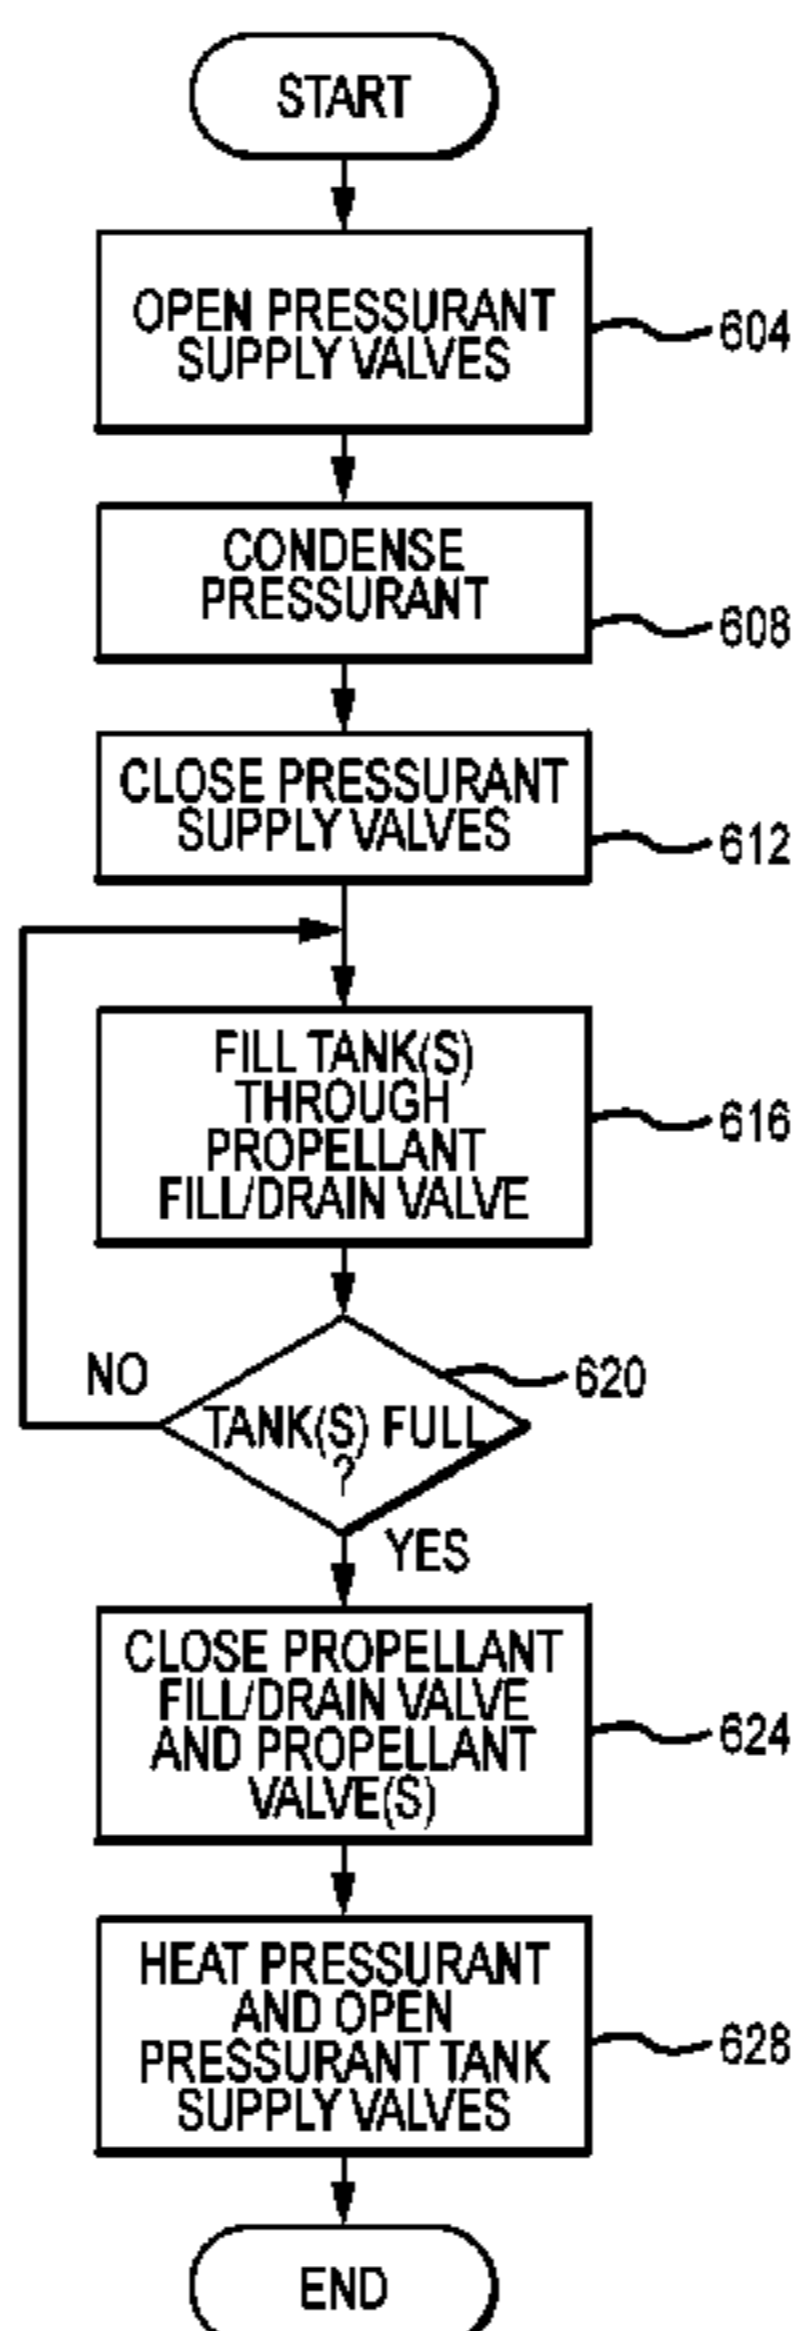 START
OPEN PRESSURANT
SUPPLY VALVES
604
CONDENSE
PRESSURANT
608
CLOSE PRESSURANT
SUPPLY VALVES
612
FILL TANK(S)
THROUGH
PROPELLANT
FILL/DRAIN VALVE
616
NO
620
TANK(S) FULL
?
YES
CLOSE PROPELLANT
FILL/DRAIN VALVE
AND PROPELLANT
VALVE(S)
624
HEAT PRESSURANT
AND OPEN
PRESSURANT TANK
SUPPLY VALVES
628
END